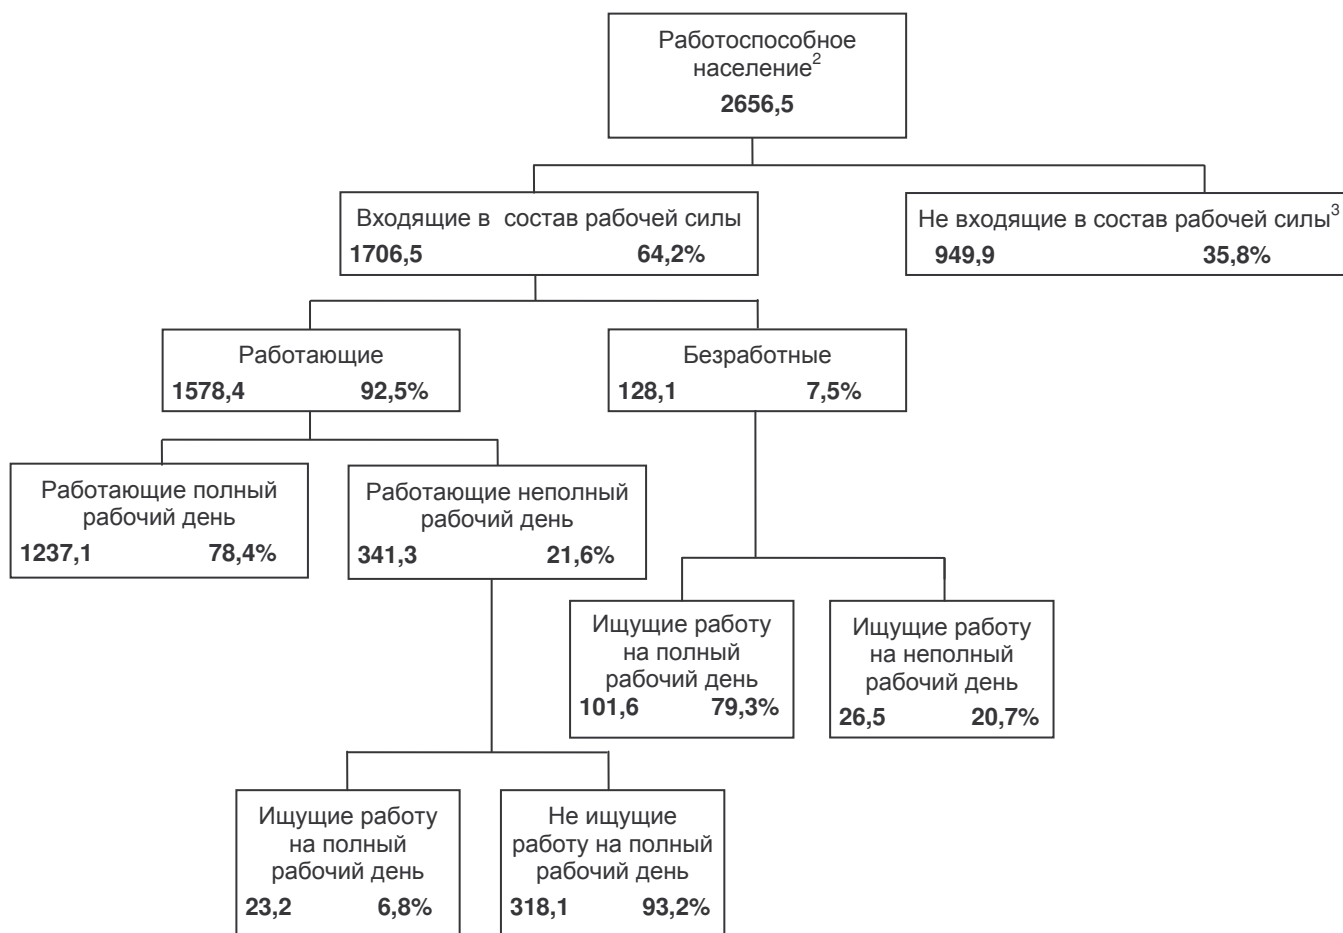 Работоспособное
население²
2656,5
Входящие в состав рабочей силы
1706,5 64,2%
Не входящие в состав рабочей силы³
949,9 35,8%
Работающие
1578,4 92,5%
Безработные
128,1 7,5%
Работающие полный
рабочий день
1237,1 78,4%
Работающие неполный
рабочий день
341,3 21,6%
Ищущие работу
на полный
рабочий день
101,6 79,3%
Ищущие работу
на неполный
рабочий день
26,5 20,7%
Ищущие работу
на полный
рабочий день
23,2 6,8%
Не ищущие
работу на полный
рабочий день
318,1 93,2%